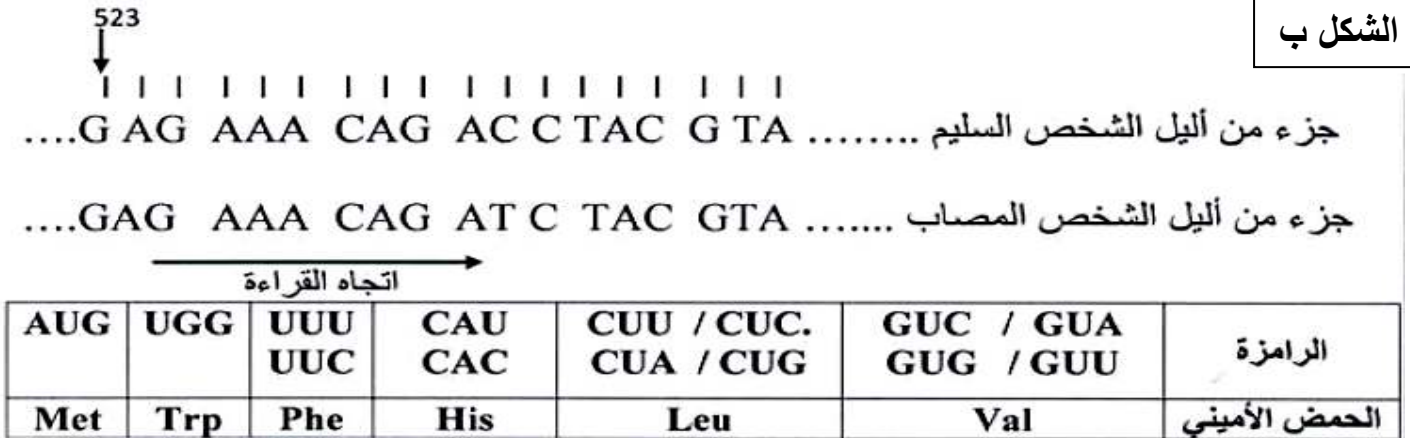 الشكل ب
523
....G AG AAA CAG AC C TAC G TA ........ جزء من أليل الشخص السليم
....GAG AAA CAG AT C TAC GTA ....... جزء من أليل الشخص المصاب
اتجاه القراءة
AUG UGG UUU CAU CUU / CUC. GUC / GUA الرامزة
UUC CAC CUA / CUG GUG / GUU
Met Trp Phe His Leu Val الحمض الأميني